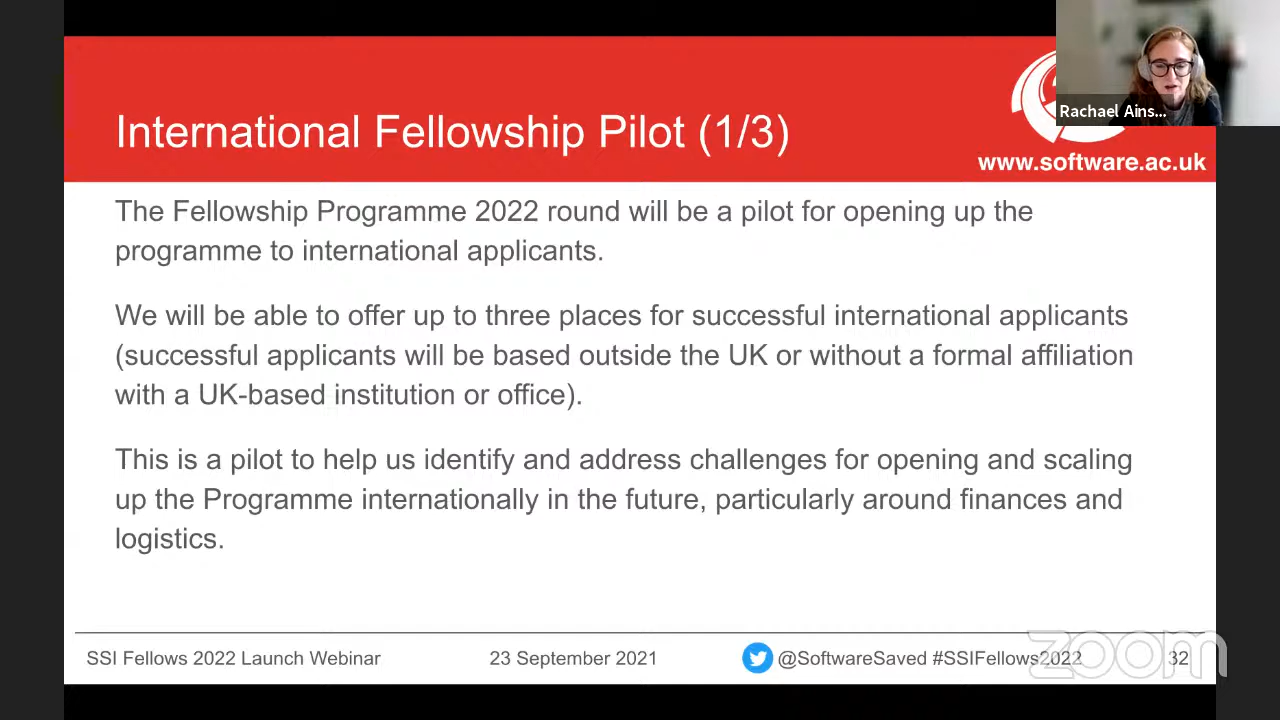 International Fellowship Pilot (1/3)
Rachael Ains...
www.software.ac.uk
The Fellowship Programme 2022 round will be a pilot for opening up the
programme to international applicants.
We will be able to offer up to three places for successful international applicants
(successful applicants will be based outside the UK or without a formal affiliation
with a UK-based institution or office).
This is a pilot to help us identify and address challenges for opening and scaling
up the Programme internationally in the future, particularly around finances and
logistics.
SSI Fellows 2022 Launch Webinar
23 September 2021
@SoftwareSaved #SSIFellows2022
32
zoom